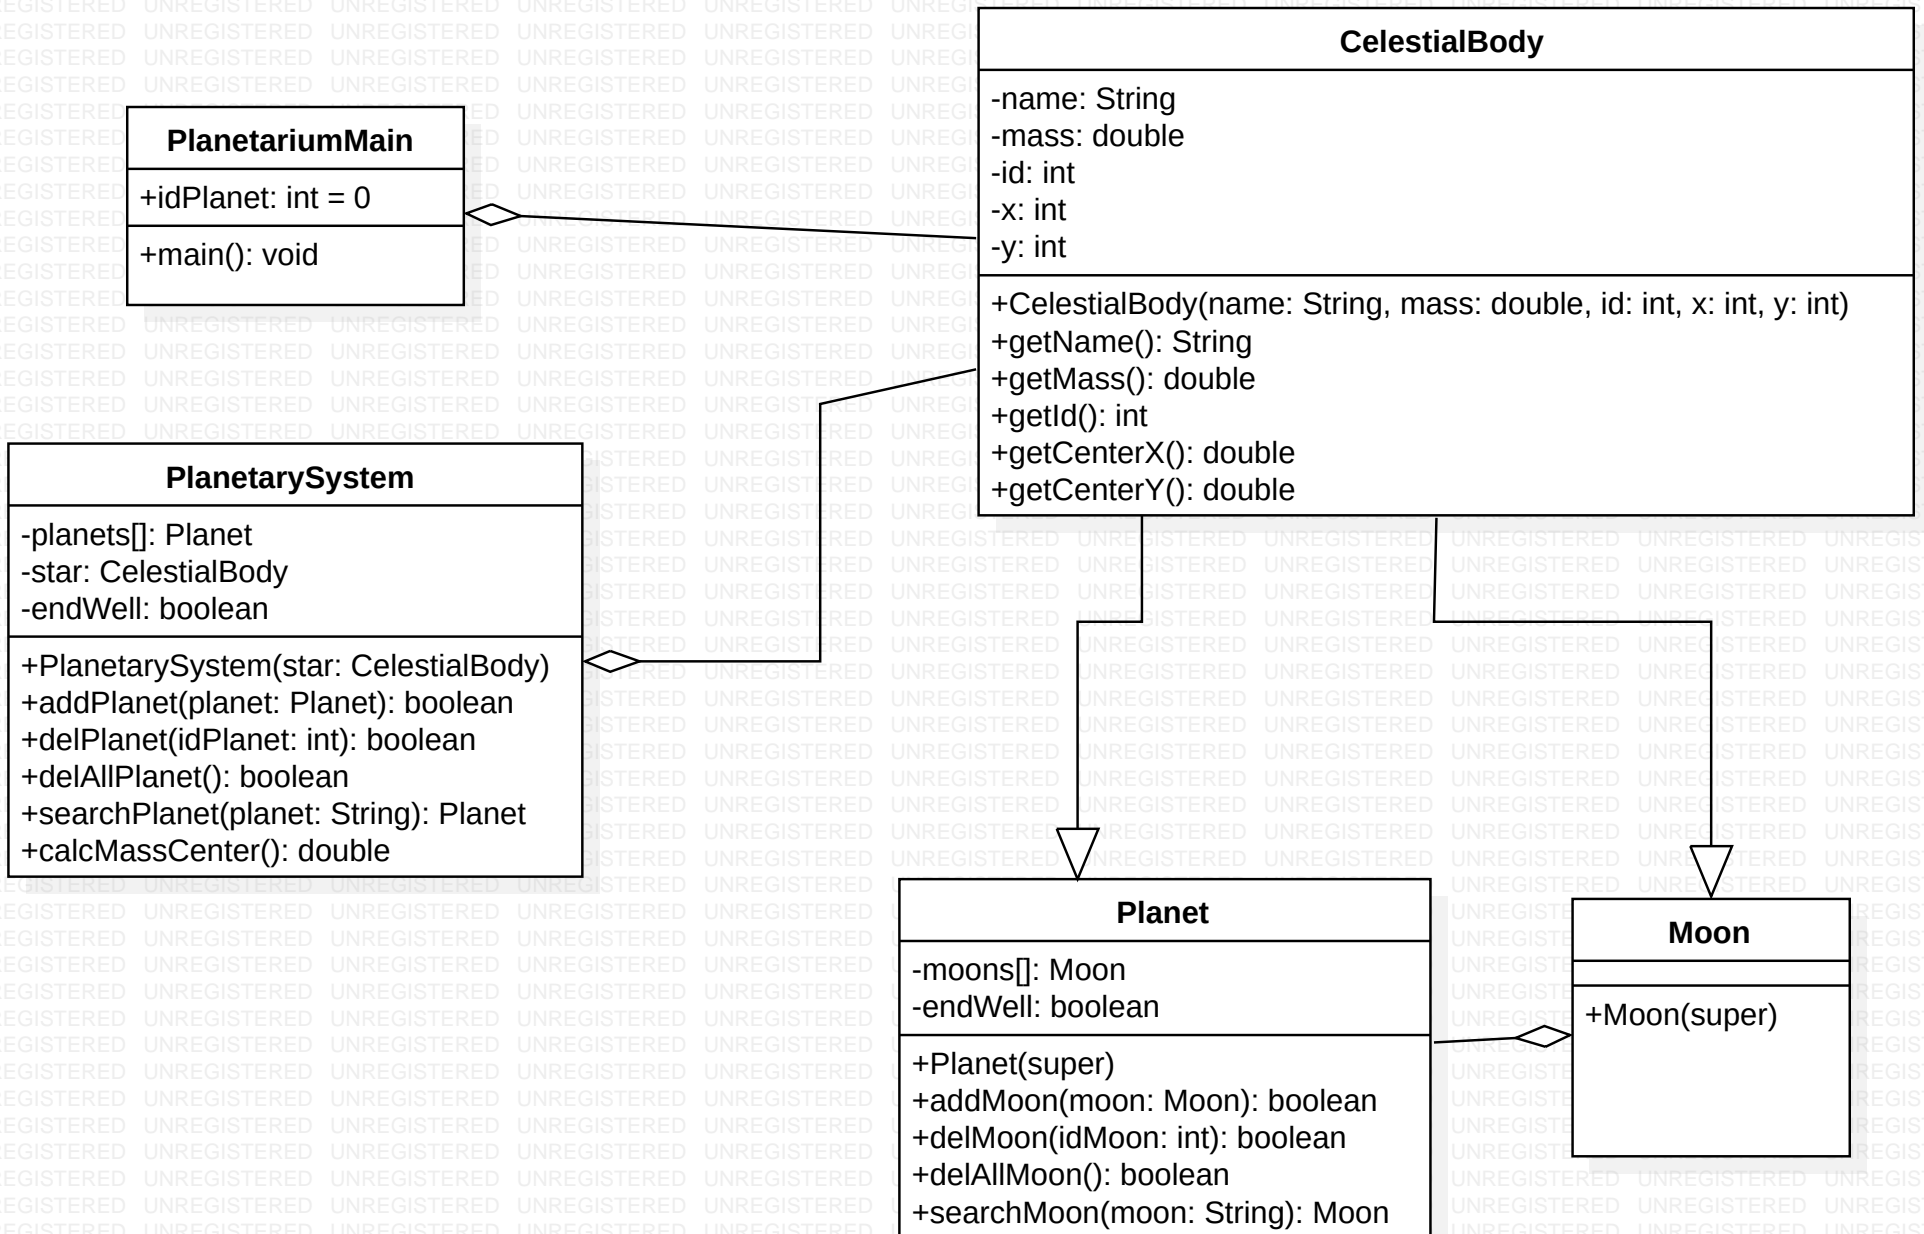 CelestialBody
-name: String
-mass: double
-id: int
-x: int
-y: int
+CelestialBody(name: String, mass: double, id: int, x: int, y: int)
+getName(): String
+getMass(): double
+getId(): int
+getCenterX(): double
+getCenterY(): double
PlanetariumMain
+idPlanet: int = 0
+main(): void
PlanetarySystem
-planets[]: Planet
-star: CelestialBody
-endWell: boolean
+PlanetarySystem(star: CelestialBody)
+addPlanet(planet: Planet): boolean
+delPlanet(idPlanet: int): boolean
+delAllPlanet(): boolean
+searchPlanet(planet: String): Planet
+calcMassCenter(): double
Planet
-moons[]: Moon
-endWell: boolean
+Planet(super)
+addMoon(moon: Moon): boolean
+delMoon(idMoon: int): boolean
+delAllMoon(): boolean
+searchMoon(moon: String): Moon
Moon
+Moon(super)
UNREGISTERED